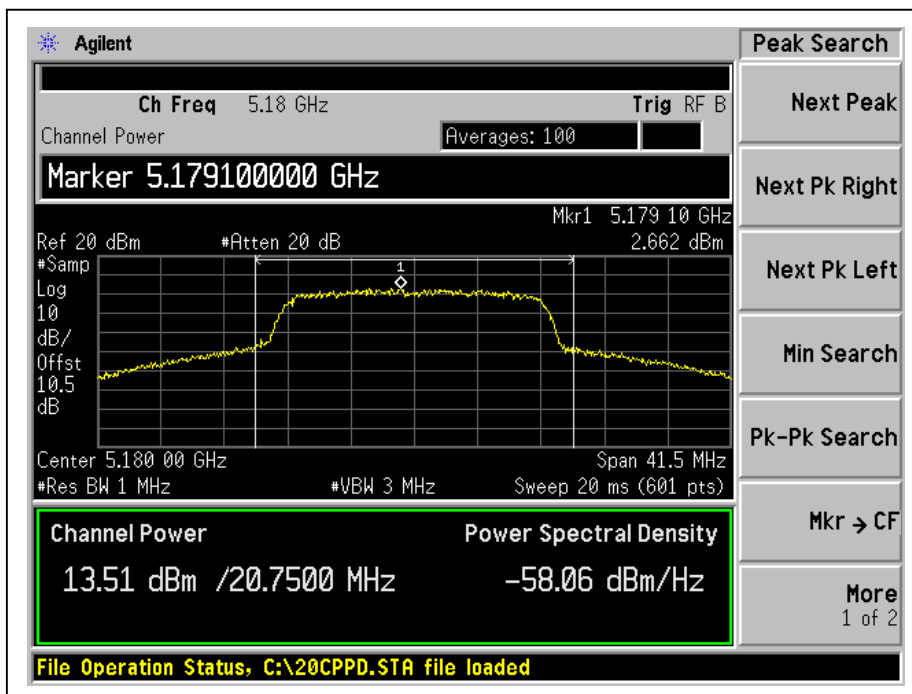 Agilent
Peak Search
Ch Freq 5.18 GHz Trig RF B
Channel Power Averages: 100
Marker 5.179100000 GHz
Mkr1 5.179 10 GHz
Ref 20 dBm #Atten 20 dB 2.662 dBm
#Samp
Log
10
dB/
Offst
10.5
dB
1
Center 5.180 00 GHz Span 41.5 MHz
#Res BW 1 MHz #VBW 3 MHz Sweep 20 ms (601 pts)
Channel Power Power Spectral Density
13.51 dBm /20.7500 MHz -58.06 dBm/Hz
File Operation Status, C:\20CPPD.STA file loaded
Next Peak
Next Pk Right
Next Pk Left
Min Search
Pk-Pk Search
Mkr → CF
More
1 of 2